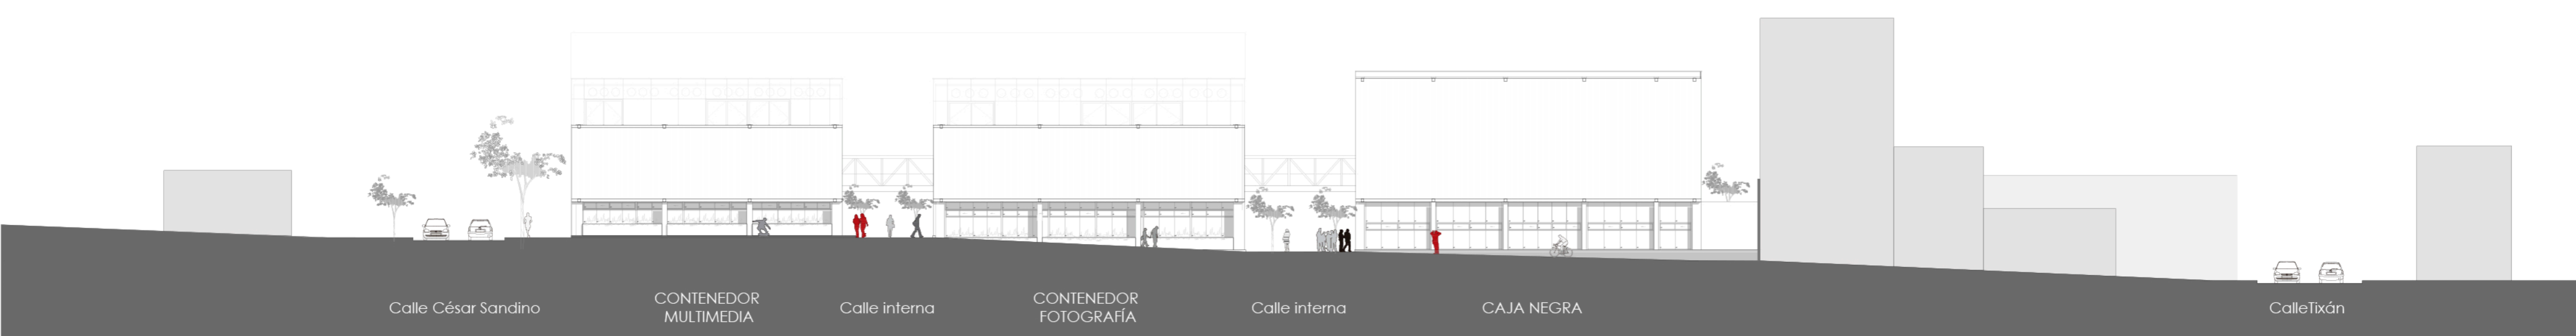 Calle César Sandino
CONTENEDOR
MULTIMEDIA
Calle interna
CONTENEDOR
FOTOGRAFÍA
Calle interna
CAJA NEGRA
CalleTixán